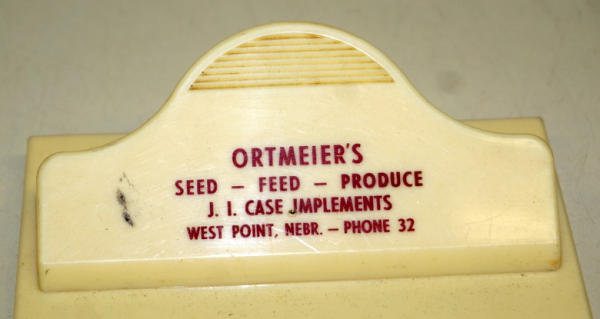 ORTMEIER'S
SEED — FEED — PRODUCE
J. I. CASE JMPLEMENTS
WEST POINT, NEBR. — PHONE 32